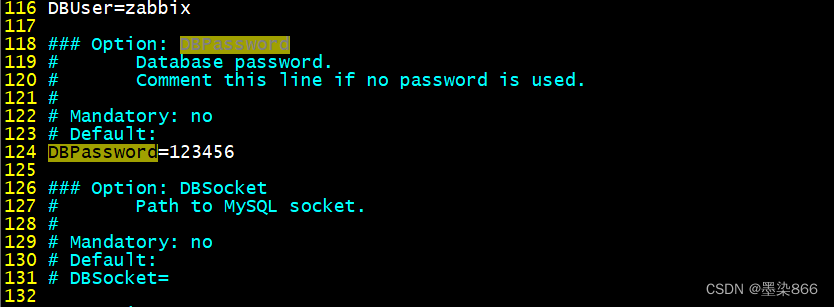 116 DBUser=zabbix
117
118 ### Option: DBPassword
119 #       Database password.
120 #       Comment this line if no password is used.
121 #
122 # Mandatory: no
123 # Default:
124 DBPassword=123456
125
126 ### Option: DBSocket
127 #       Path to MySQL socket.
128 #
129 # Mandatory: no
130 # Default:
131 # DBSocket=
132
CSDN @墨染866